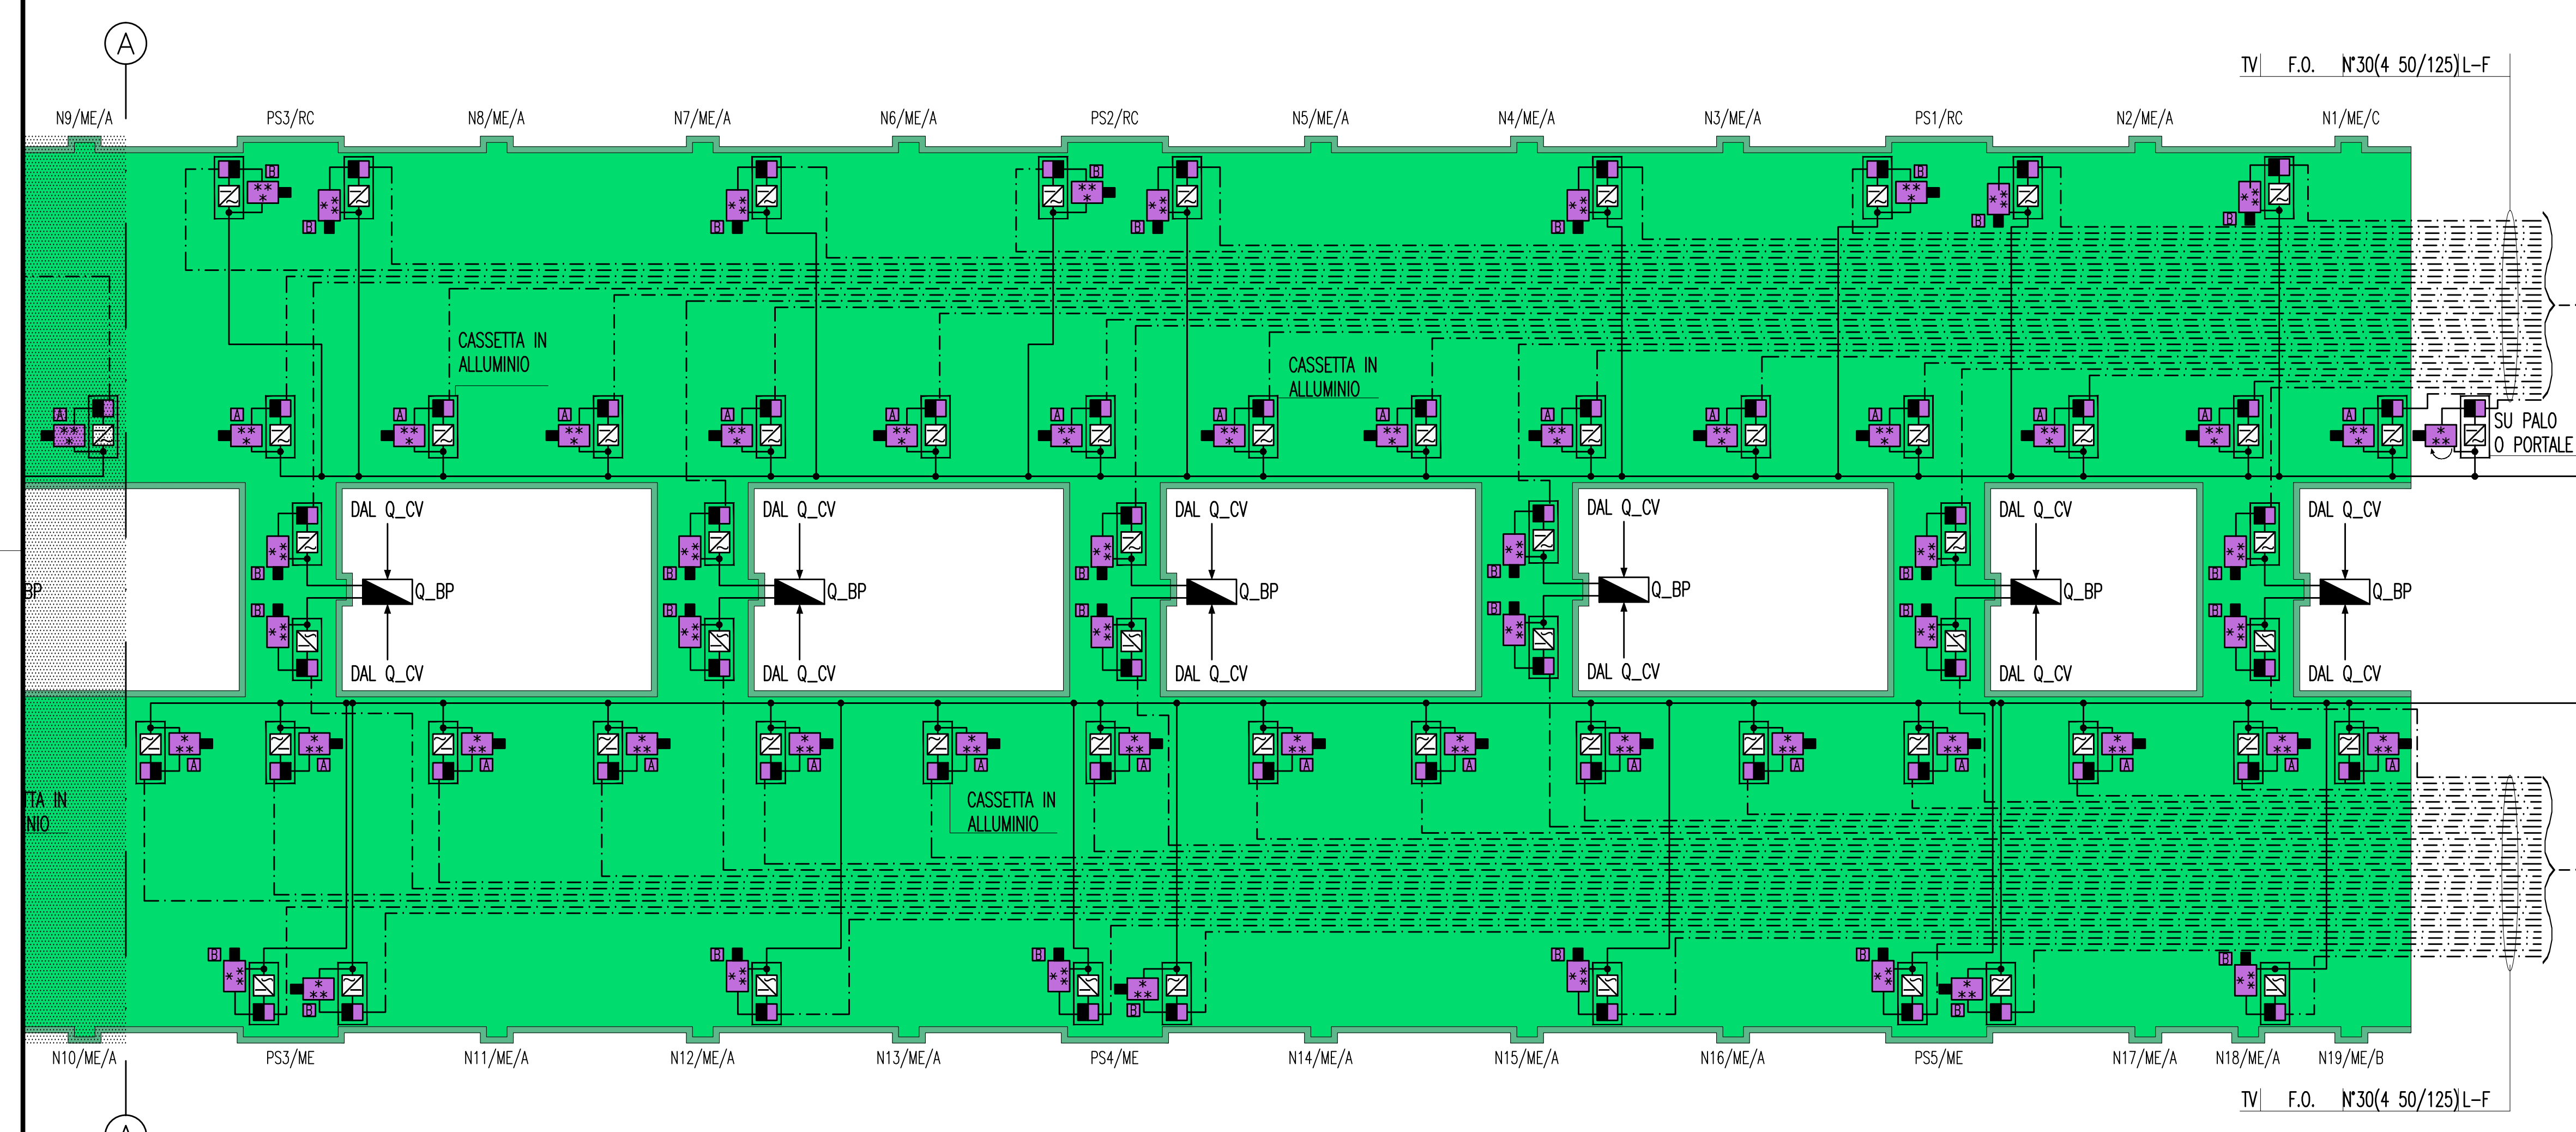 A
TV F.O. N°30(4 50/125) L-F
N9/ME/A PS3/RC N8/ME/A N7/ME/A N6/ME/A PS2/RC N5/ME/A N4/ME/A N3/ME/A PS1/RC N2/ME/A N1/ME/C
B B B B B B B B B
CASSETTA IN
ALLUMINIO
CASSETTA IN
ALLUMINIO
A A A A A A A A A A A A A A A
SU PALO
O PORTALE
DAL Q_CV DAL Q_CV DAL Q_CV DAL Q_CV DAL Q_CV DAL Q_CV
B B B B B B
BP Q_BP Q_BP Q_BP Q_BP Q_BP Q_BP
B B B B B B
DAL Q_CV DAL Q_CV DAL Q_CV DAL Q_CV DAL Q_CV DAL Q_CV
A A A A A A A A A A A A A A A
TTA IN
NIO
CASSETTA IN
ALLUMINIO
B B B B B B
B B B
N10/ME/A PS3/ME N11/ME/A N12/ME/A N13/ME/A PS4/ME N14/ME/A N15/ME/A N16/ME/A PS5/ME N17/ME/A N18/ME/A N19/ME/B
TV F.O. N°30(4 50/125) L-F
A